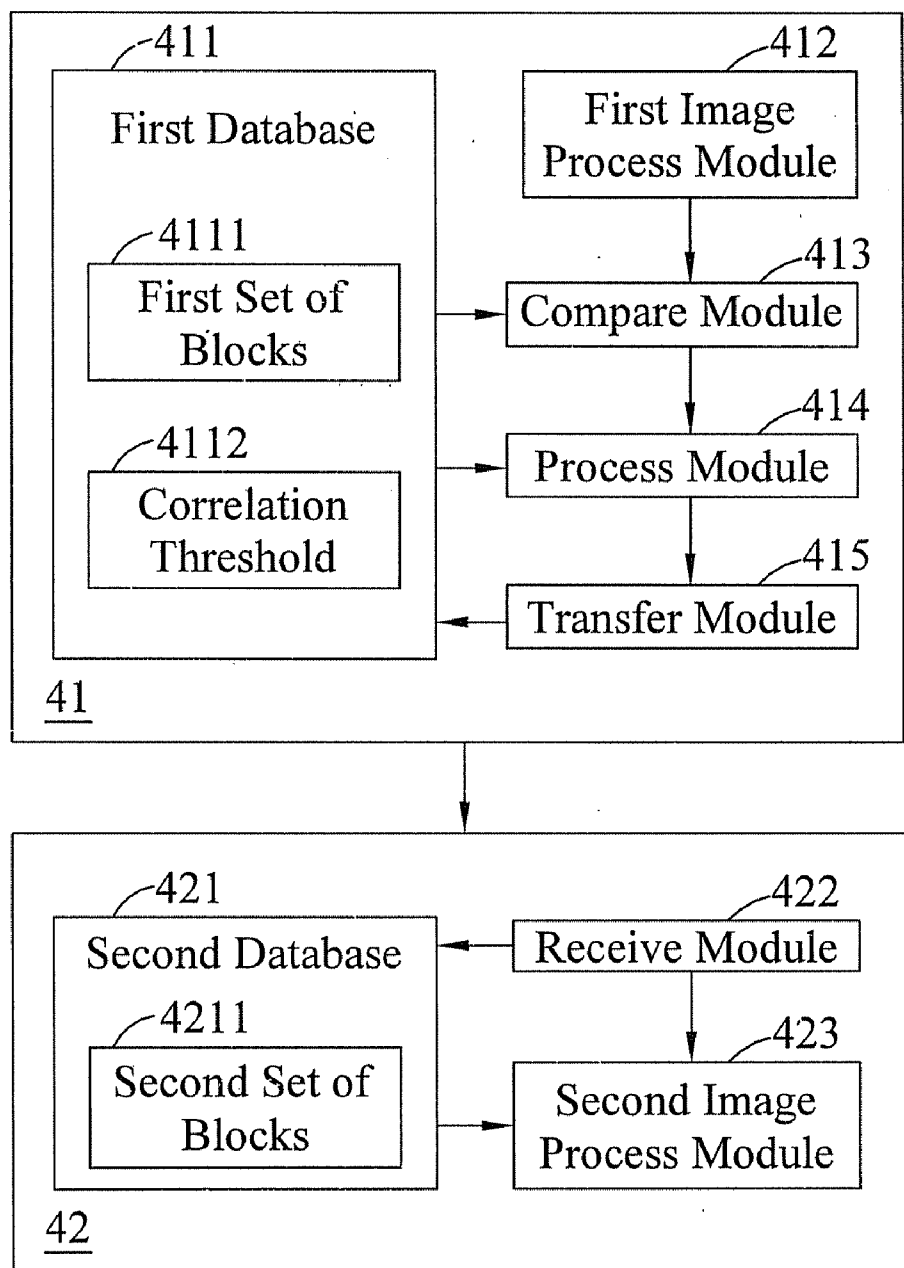 411
First Database
4111
First Set of
Blocks
4112
Correlation
Threshold
412
First Image
Process Module
413
Compare Module
414
Process Module
415
Transfer Module
41
421
Second Database
4211
Second Set of
Blocks
422
Receive Module
423
Second Image
Process Module
42